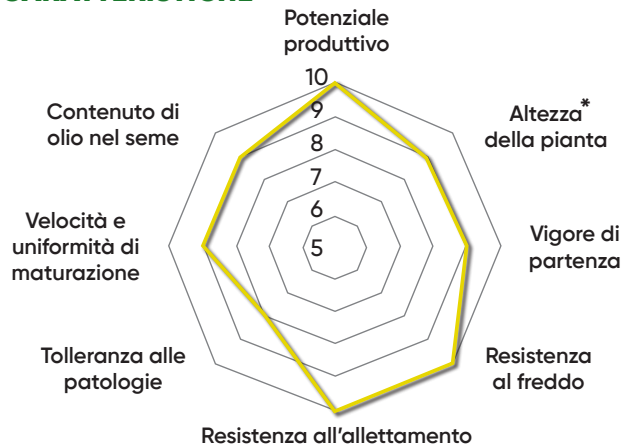 Potenziale
produttivo
Altezza*
della pianta
Vigore di
partenza
Resistenza
al freddo
Resistenza all'allettamento
Tolleranza alle
patologie
Velocità e
uniformità di
maturazione
Contenuto di
olio nel seme
10
9
8
7
6
5